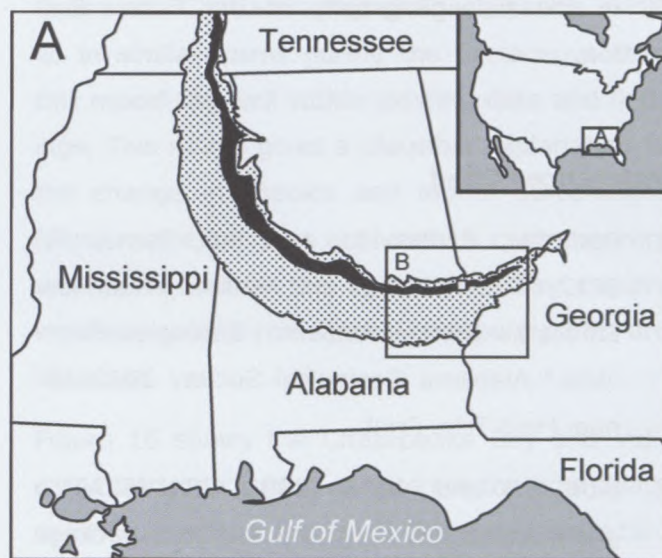 A
Tennessee
A
Mississippi
B
Georgia
Alabama
Florida
Gulf of Mexico